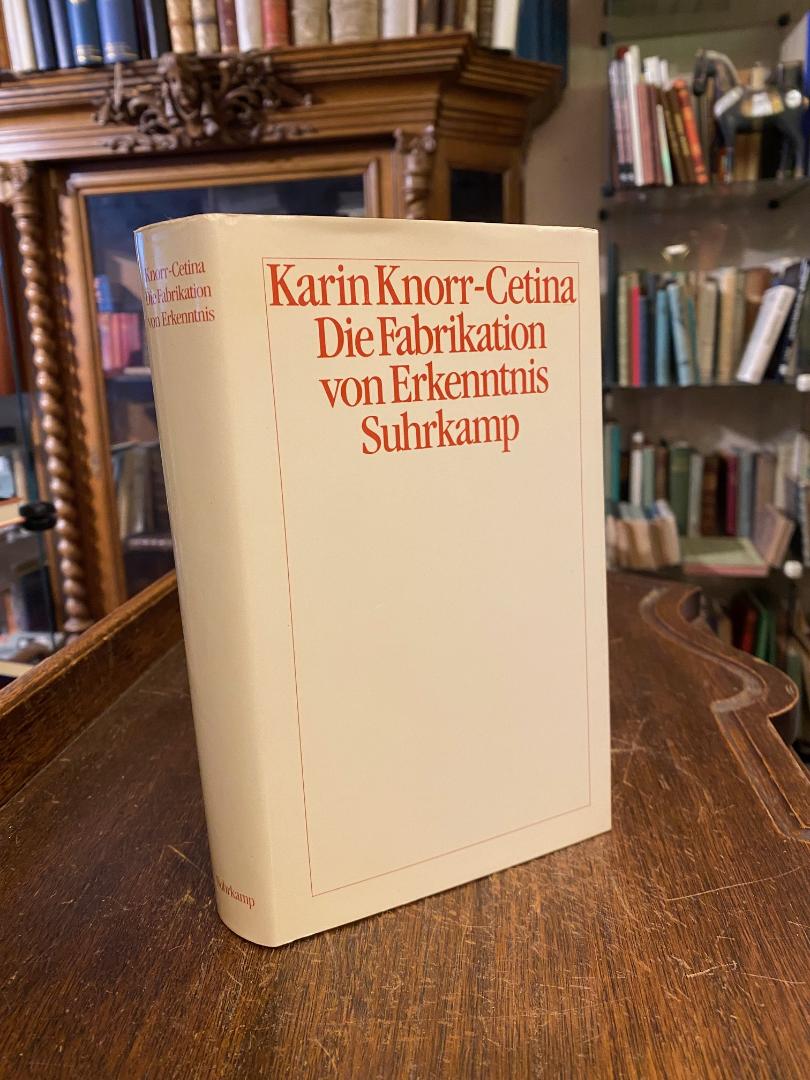 Knorr-Cetina
Die Fabrikation
von Erkenntnis
Suhrkamp
Karin Knorr-Cetina
Die Fabrikation
von Erkenntnis
Suhrkamp